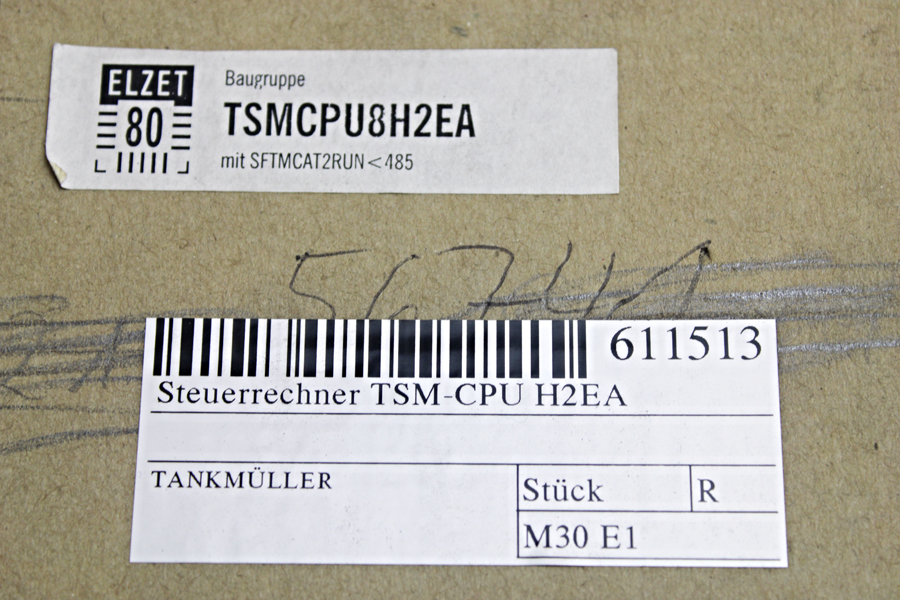 ELZET
80
Baugruppe
TSMCPU8H2EA
mit SFTMCAT2RUN<485
611513
Steuerrechner TSM-CPU H2EA
TANKMÜLLER
Stück
R
M30 E1